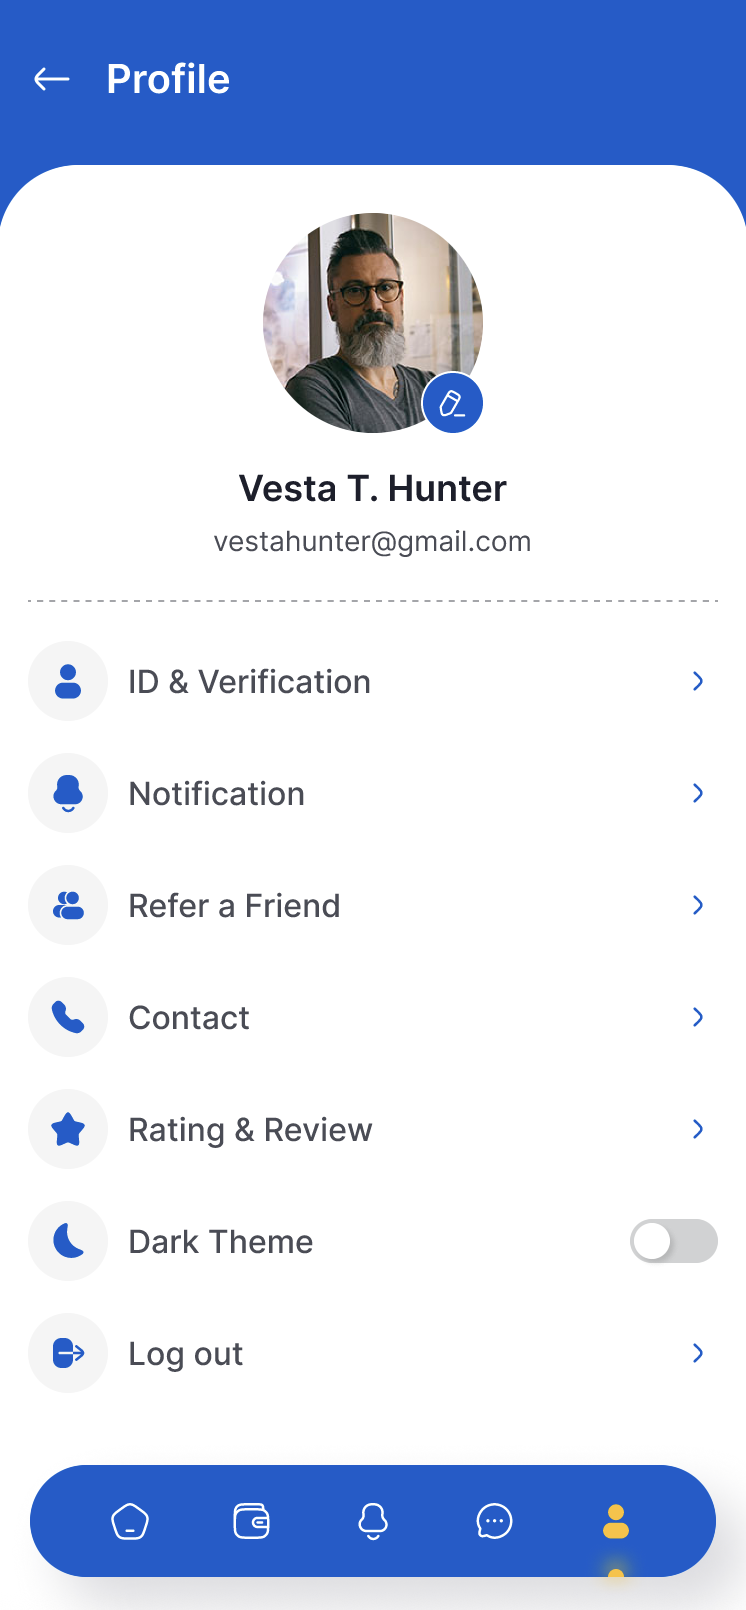 Profile
Vesta T. Hunter
vestahunter@gmail.com
ID & Verification
Notification
Refer a Friend
Contact
Rating & Review
Dark Theme
Log out